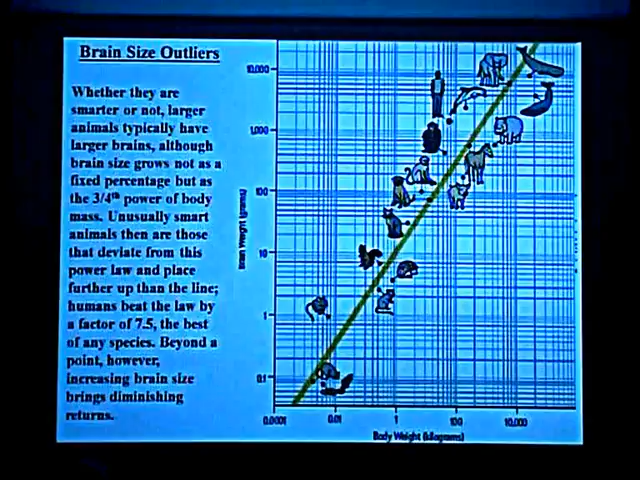 Brain Size Outliers
Whether they are
smarter or not, larger
animals typically have
larger brains, although
brain size grows not as a
fixed percentage but as
the 3/4th power of body
mass. Unusually smart
animals then are those
that deviate from this
power law and place
further up than the line;
humans beat the law by
a factor of 7.5, the best
of any species. Beyond a
point, however,
increasing brain size
brings diminishing
returns.
Brain Weight (grams)
10,000
1,000
100
10
1
0.1
0.0001
0.01
1
100
10,000
Body Weight (kilograms)